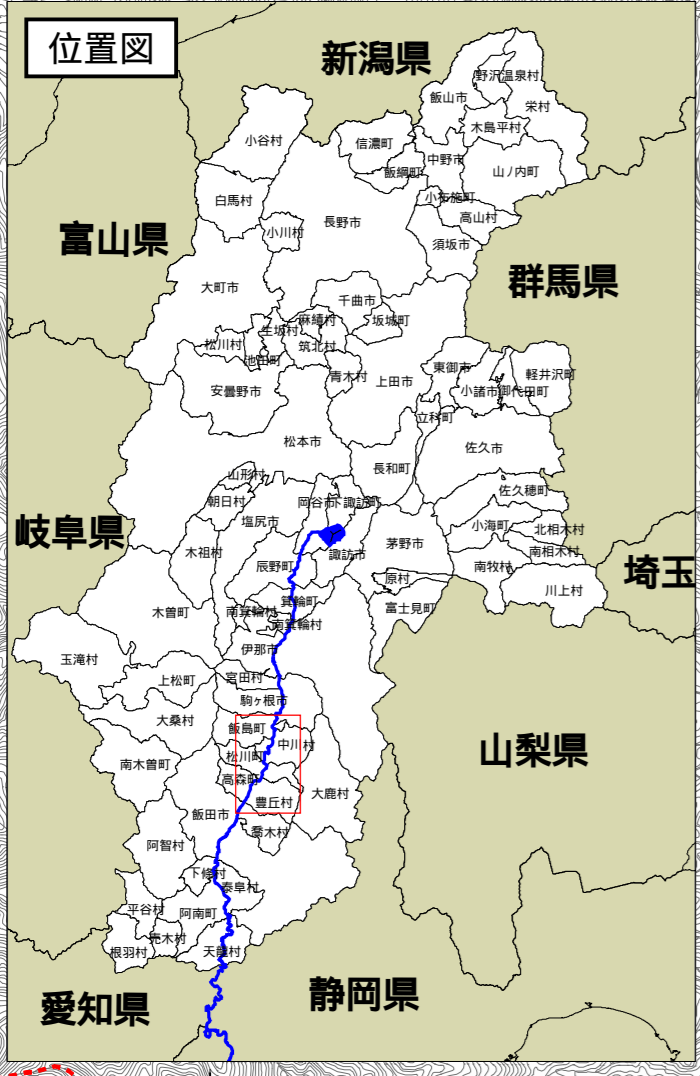 位置図
新潟県
野沢温泉村
飯山市
栄村
木島平村
小谷村
信濃町
中野市
飯綱町
山ノ内町
白馬村
小布施町
高山村
長野市
小川村
須坂市
富山県
群馬県
大町市
千曲市
麻績村
坂城町
生坂村
松川村
筑北村
池田町
青木村
上田市
東御市
軽井沢町
安曇野市
小諸市
御代田町
立科町
松本市
佐久市
長和町
山形村
朝日村
岡谷市
下諏訪町
佐久穂町
塩尻市
小海町
北相木村
岐阜県
木祖村
諏訪市
茅野市
南相木村
辰野町
原村
南牧村
埼玉
川上村
木曽町
南箕輪村
箕輪町
富士見町
南箕輪村
玉滝村
伊那市
上松町
宮田村
駒ヶ根市
大桑村
飯島町
中川村
山梨県
南木曽町
松川町
高森町
大鹿村
飯田市
豊丘村
阿智村
喬木村
下條村
泰阜村
平谷村
阿南町
売木村
根羽村
天龍村
愛知県
静岡県